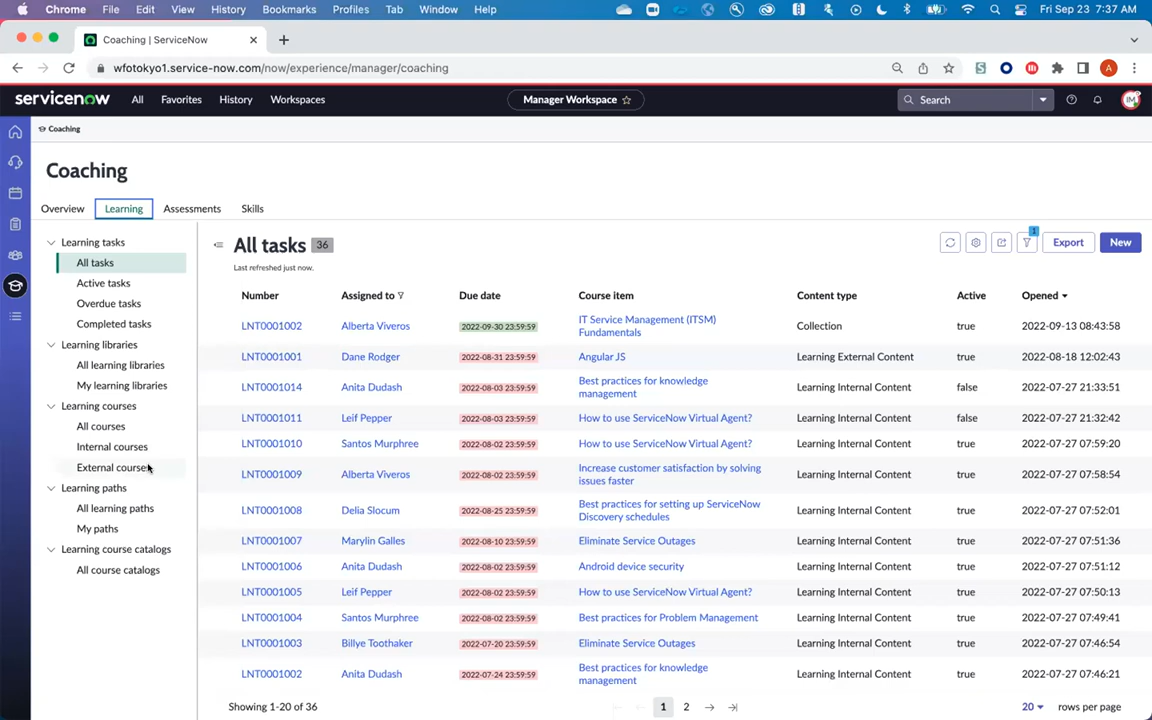 Chrome File Edit View History Bookmarks Profiles Tab Window Help Fri Sep 23 7:37 AM
Coaching | ServiceNow
wfotokyo1.service-now.com/now/experience/manager/coaching A
servicenow All Favorites History Workspaces Manager Workspace Search IM
Coaching
Coaching
Overview Learning Assessments Skills
Learning tasks
All tasks
Active tasks
Overdue tasks
Completed tasks
Learning libraries
All learning libraries
My learning libraries
Learning courses
All courses
Internal courses
External courses
Learning paths
All learning paths
My paths
Learning course catalogs
All course catalogs
All tasks 36
Last refreshed just now.
1
Export New
Number Assigned to Due date Course item Content type Active Opened
LNT0001002 Alberta Viveros 2022-09-30 23:59:59 IT Service Management (ITSM) Collection true 2022-09-13 08:43:58
Fundamentals
LNT0001001 Dane Rodger 2022-08-31 23:59:59 Angular JS Learning External Content true 2022-08-18 12:02:43
LNT0001014 Anita Dudash 2022-08-03 23:59:59 Best practices for knowledge Learning Internal Content false 2022-07-27 21:33:51
management
LNT0001011 Leif Pepper 2022-08-03 23:59:59 How to use ServiceNow Virtual Agent? Learning Internal Content false 2022-07-27 21:32:42
LNT0001010 Santos Murphree 2022-08-02 23:59:59 How to use ServiceNow Virtual Agent? Learning Internal Content true 2022-07-27 07:59:20
LNT0001009 Alberta Viveros 2022-08-02 23:59:59 Increase customer satisfaction by solving Learning Internal Content true 2022-07-27 07:58:54
issues faster
LNT0001008 Delia Slocum 2022-08-25 23:59:59 Best practices for setting up ServiceNow Learning Internal Content true 2022-07-27 07:52:01
Discovery schedules
LNT0001007 Marylin Galles 2022-08-10 23:59:59 Eliminate Service Outages Learning Internal Content true 2022-07-27 07:51:36
LNT0001006 Anita Dudash 2022-08-02 23:59:59 Android device security Learning Internal Content true 2022-07-27 07:51:12
LNT0001005 Leif Pepper 2022-08-02 23:59:59 How to use ServiceNow Virtual Agent? Learning Internal Content true 2022-07-27 07:50:13
LNT0001004 Santos Murphree 2022-08-02 23:59:59 Best practices for Problem Management Learning Internal Content true 2022-07-27 07:49:41
LNT0001003 Billye Toothaker 2022-07-20 23:59:59 Eliminate Service Outages Learning Internal Content true 2022-07-27 07:46:54
LNT0001002 Anita Dudash 2022-07-24 23:59:59 Best practices for knowledge Learning Internal Content true 2022-07-27 07:46:21
management
Showing 1-20 of 36 1 2 20 rows per page